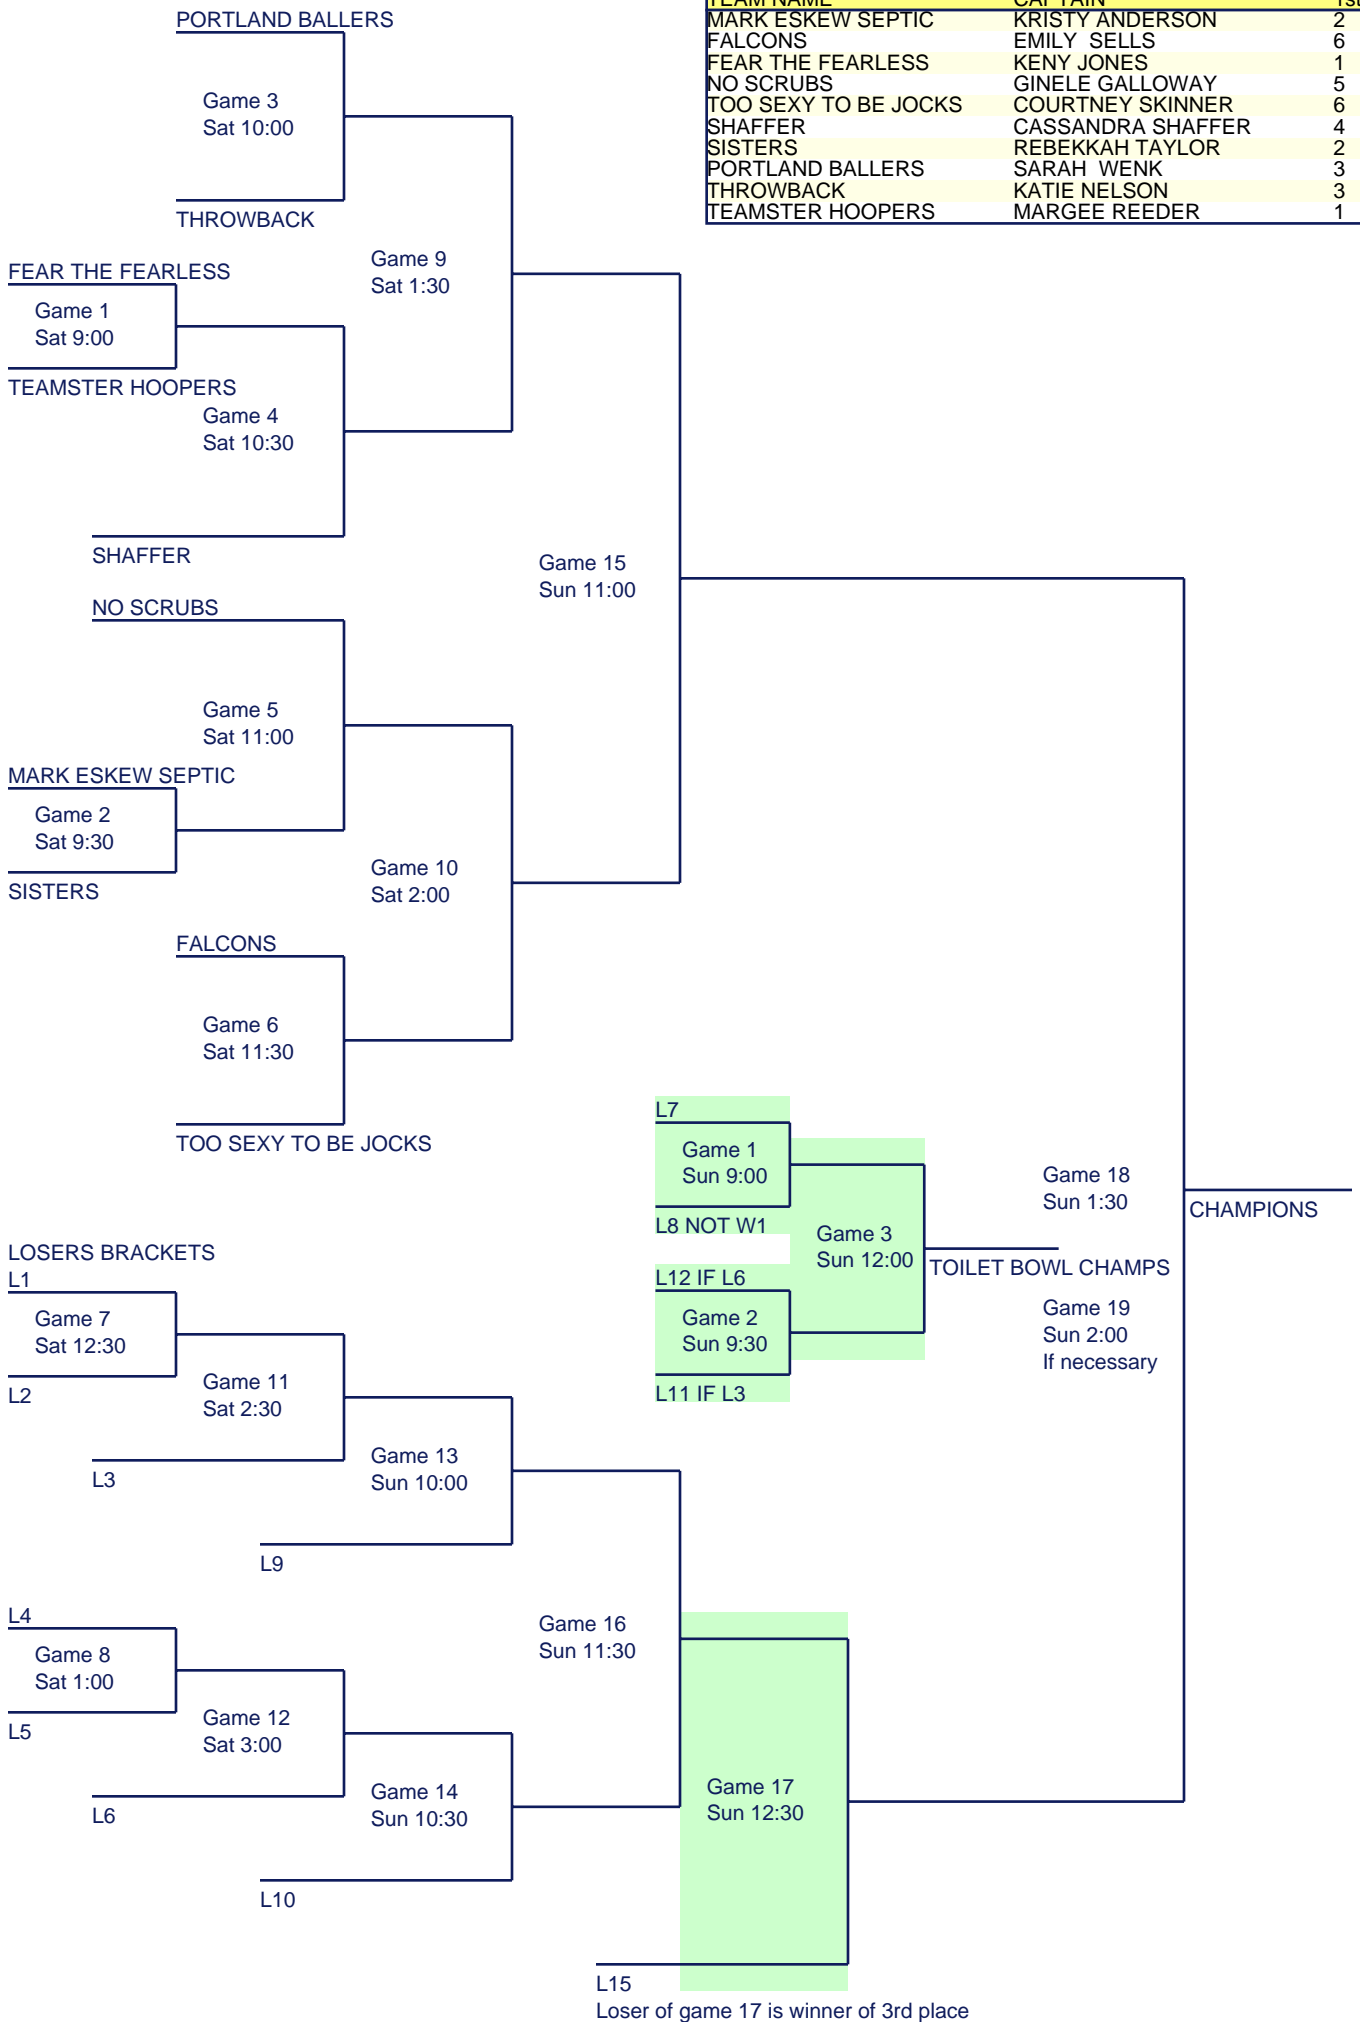 PORTLAND BALLERS
Game 3
Sat 10:00
THROWBACK
TEAM NAME CAPTAIN 1st
MARK ESKEW SEPTIC KRISTY ANDERSON 2
FALCONS EMILY SELLS 6
FEAR THE FEARLESS KENY JONES 1
NO SCRUBS GINELE GALLOWAY 5
TOO SEXY TO BE JOCKS COURTNEY SKINNER 6
SHAFFER CASSANDRA SHAFFER 4
SISTERS REBEKKAH TAYLOR 2
PORTLAND BALLERS SARAH WENK 3
THROWBACK KATIE NELSON 3
TEAMSTER HOOPERS MARGEE REEDER 1
Game 9
Sat 1:30
FEAR THE FEARLESS
Game 1
Sat 9:00
TEAMSTER HOOPERS
Game 4
Sat 10:30
SHAFFER
Game 15
Sun 11:00
NO SCRUBS
Game 5
Sat 11:00
MARK ESKEW SEPTIC
Game 2
Sat 9:30
SISTERS
Game 10
Sat 2:00
FALCONS
Game 6
Sat 11:30
TOO SEXY TO BE JOCKS
L7
Game 1
Sun 9:00
L8 NOT W1
Game 3
Sun 12:00
L12 IF L6
Game 2
Sun 9:30
L11 IF L3
TOILET BOWL CHAMPS
Game 18
Sun 1:30
CHAMPIONS
Game 19
Sun 2:00
If necessary
LOSERS BRACKETS
L1
Game 7
Sat 12:30
L2
Game 11
Sat 2:30
L3
Game 13
Sun 10:00
L9
L4
Game 8
Sat 1:00
L5
Game 12
Sat 3:00
L6
Game 14
Sun 10:30
L10
Game 16
Sun 11:30
Game 17
Sun 12:30
L15
Loser of game 17 is winner of 3rd place